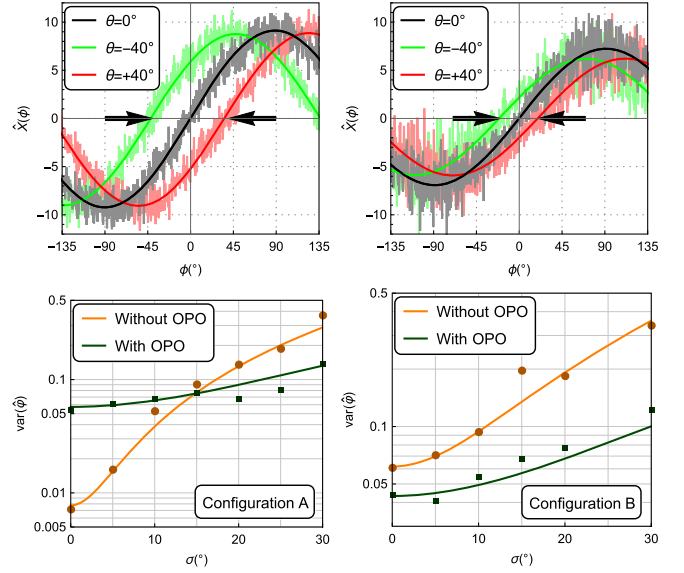 θ=0°
θ=−40°
θ=+40°
X̂(ϕ)
10
5
0
−5
−10
−135 −90 −45 0 45 90 135
ϕ(°)
θ=0°
θ=−40°
θ=+40°
X̂(ϕ)
10
5
0
−5
−10
−135 −90 −45 0 45 90 135
ϕ(°)
Without OPO
With OPO
var(φ̂)
0.5
0.1
0.05
0.01
0.005
Configuration A
0 10 20 30
σ(°)
Without OPO
With OPO
var(φ̂)
0.5
0.1
0.05
Configuration B
0 10 20 30
σ(°)